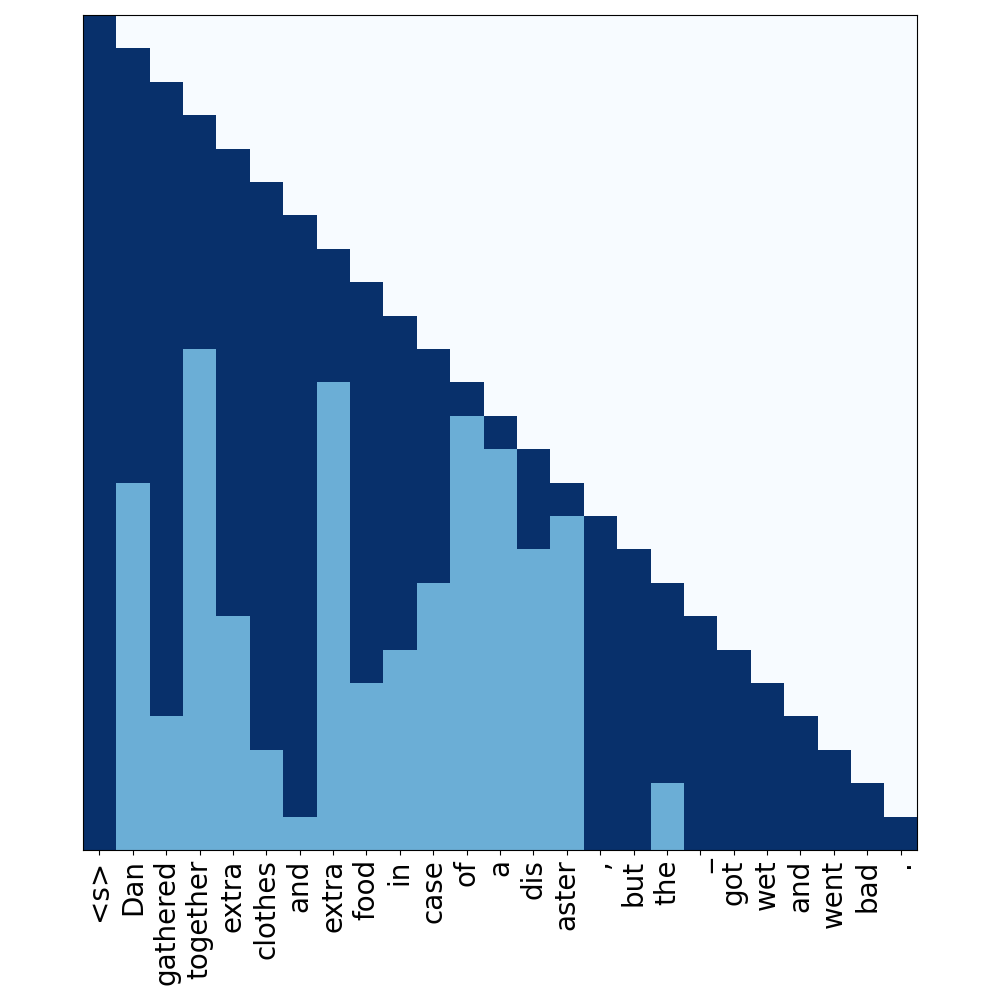 <s> Dan gathered together extra clothes and extra food in case of a dis aster , but the _ got wet and went bad .